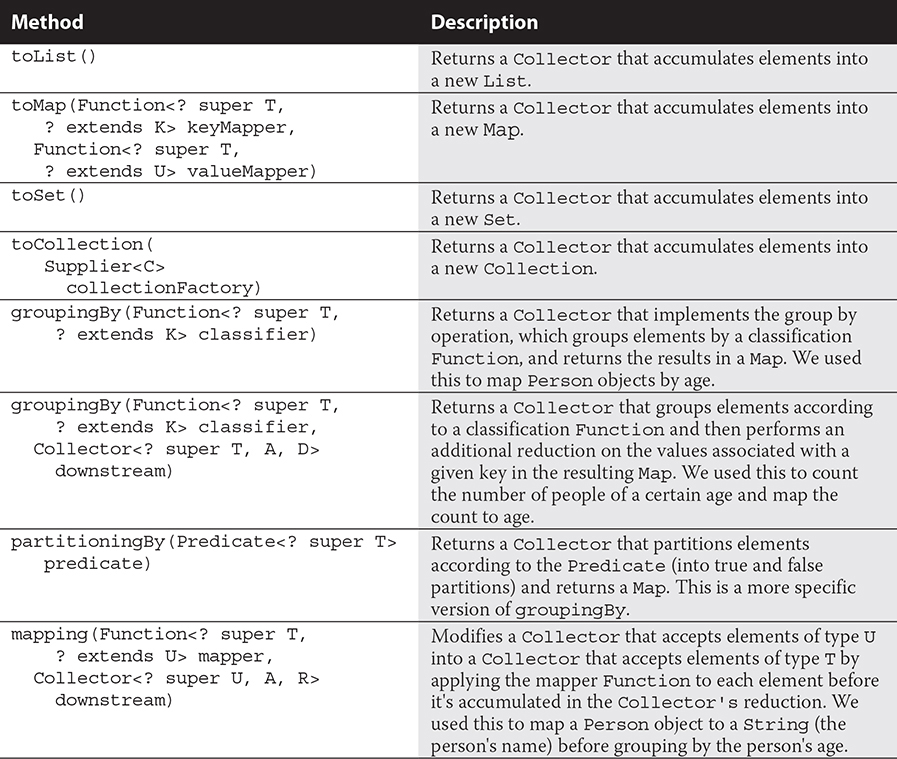 Method Description
toList()
Returns a Collector that accumulates elements into
a new List.
toMap(Function<? super T,
? extends K> keyMapper,
Function<? super T,
? extends U> valueMapper)
Returns a Collector that accumulates elements into
a new Map.
toSet()
Returns a Collector that accumulates elements into
a new Set.
toCollection(
Supplier<C>
collectionFactory)
Returns a Collector that accumulates elements into
a new Collection.
groupingBy(Function<? super T,
? extends K> classifier)
Returns a Collector that implements the group by
operation, which groups elements by a classification
Function, and returns the results in a Map. We used
this to map Person objects by age.
groupingBy(Function<? super T,
? extends K> classifier,
Collector<? super T, A, D>
downstream)
Returns a Collector that groups elements according
to a classification Function and then performs an
additional reduction on the values associated with a
given key in the resulting Map. We used this to count
the number of people of a certain age and map the
count to age.
partitioningBy(Predicate<? super T>
predicate)
Returns a Collector that partitions elements
according to the Predicate (into true and false
partitions) and returns a Map. This is a more specific
version of groupingBy.
mapping(Function<? super T,
? extends U> mapper,
Collector<? super U, A, R>
downstream)
Modifies a Collector that accepts elements of type U
into a Collector that accepts elements of type T by
applying the mapper Function to each element before
it's accumulated in the Collector's reduction. We
used this to map a Person object to a String (the
person's name) before grouping by the person's age.